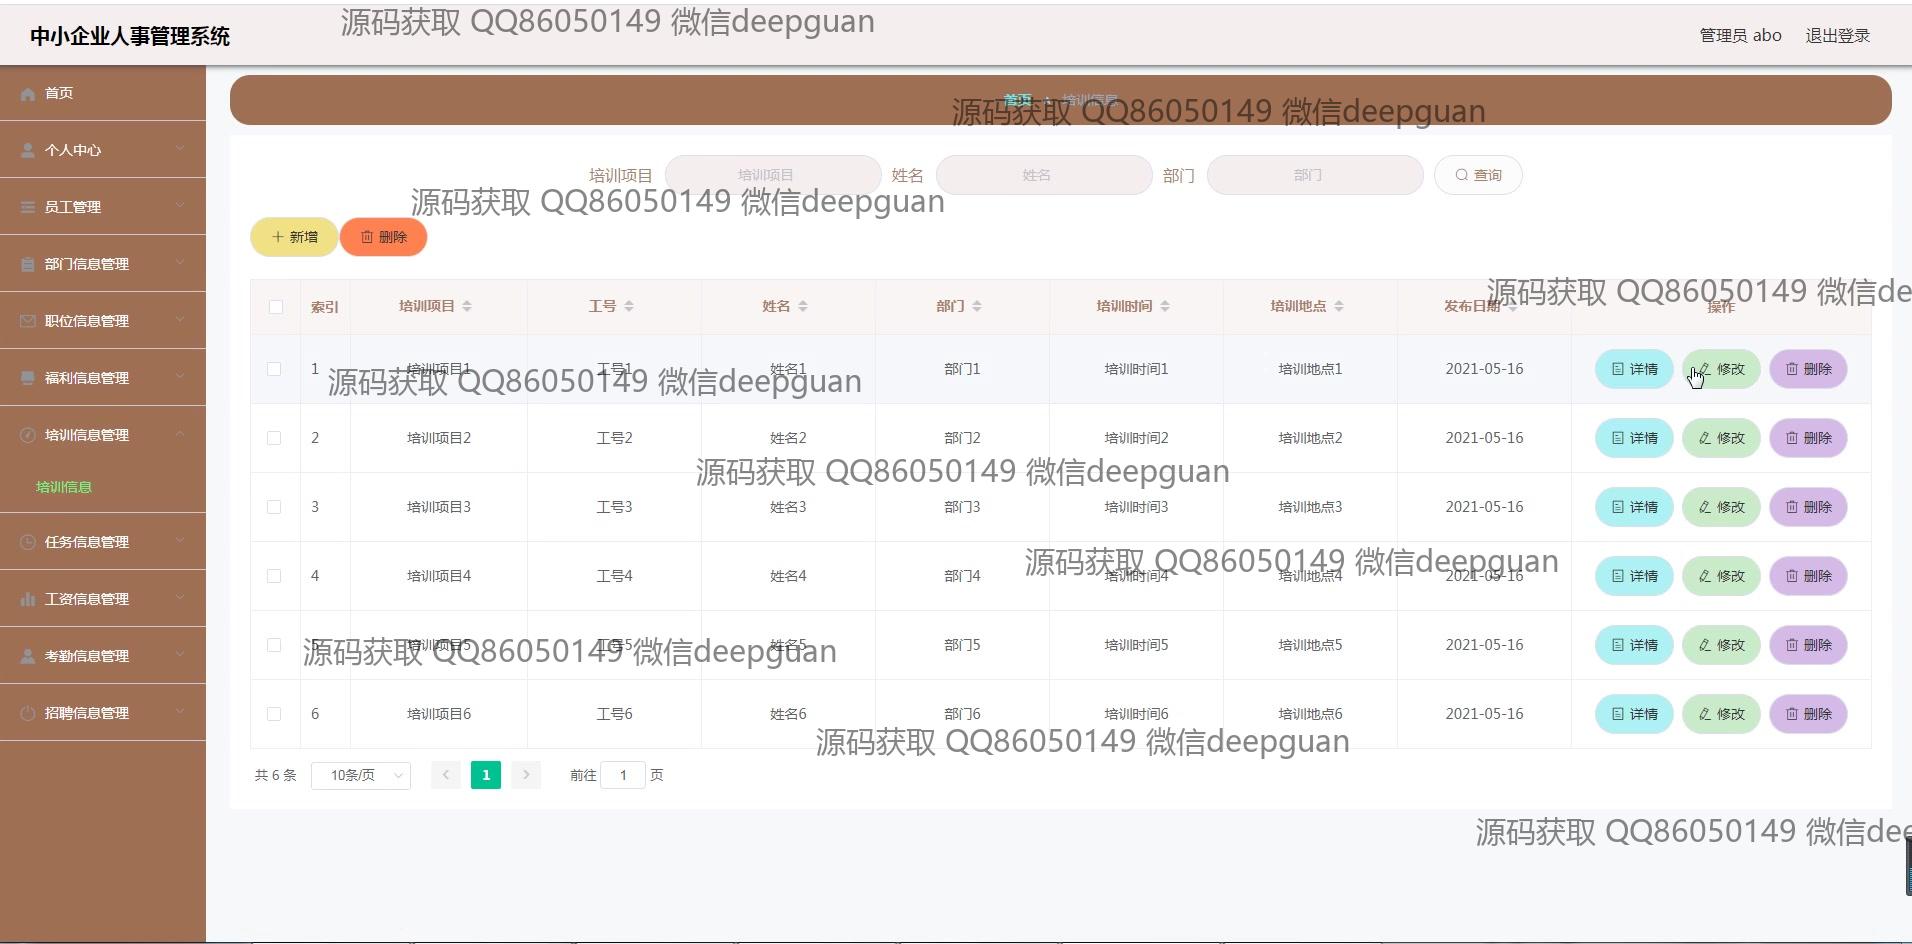 源码获取 QQ86050149 微信deepguan
中小企业人事管理系统
管理员 abo 退出登录
首页
首页 培训信息
源码获取 QQ86050149 微信deepguan
个人中心
培训项目 培训项目 姓名 姓名 部门 部门 查询
源码获取 QQ86050149 微信deepguan
员工管理
新增 删除
部门信息管理
源码获取 QQ86050149 微信de
索引 培训项目 工号 姓名 部门 培训时间 培训地点 发布日期 操作
职位信息管理
1 培训项目1 工号1 姓名1 部门1 培训时间1 培训地点1 2021-05-16 详情 修改 删除
源码获取 QQ86050149 微信deepguan
福利信息管理
培训信息管理
2 培训项目2 工号2 姓名2 部门2 培训时间2 培训地点2 2021-05-16 详情 修改 删除
源码获取 QQ86050149 微信deepguan
培训信息
3 培训项目3 工号3 姓名3 部门3 培训时间3 培训地点3 2021-05-16 详情 修改 删除
任务信息管理
源码获取 QQ86050149 微信deepguan
4 培训项目4 工号4 姓名4 部门4 培训时间4 培训地点4 2021-05-16 详情 修改 删除
工资信息管理
5 培训项目5 工号5 姓名5 部门5 培训时间5 培训地点5 2021-05-16 详情 修改 删除
源码获取 QQ86050149 微信deepguan
考勤信息管理
招聘信息管理
6 培训项目6 工号6 姓名6 部门6 培训时间6 培训地点6 2021-05-16 详情 修改 删除
源码获取 QQ86050149 微信deepguan
共 6 条 10条/页 1 前往 1 页
源码获取 QQ86050149 微信dee